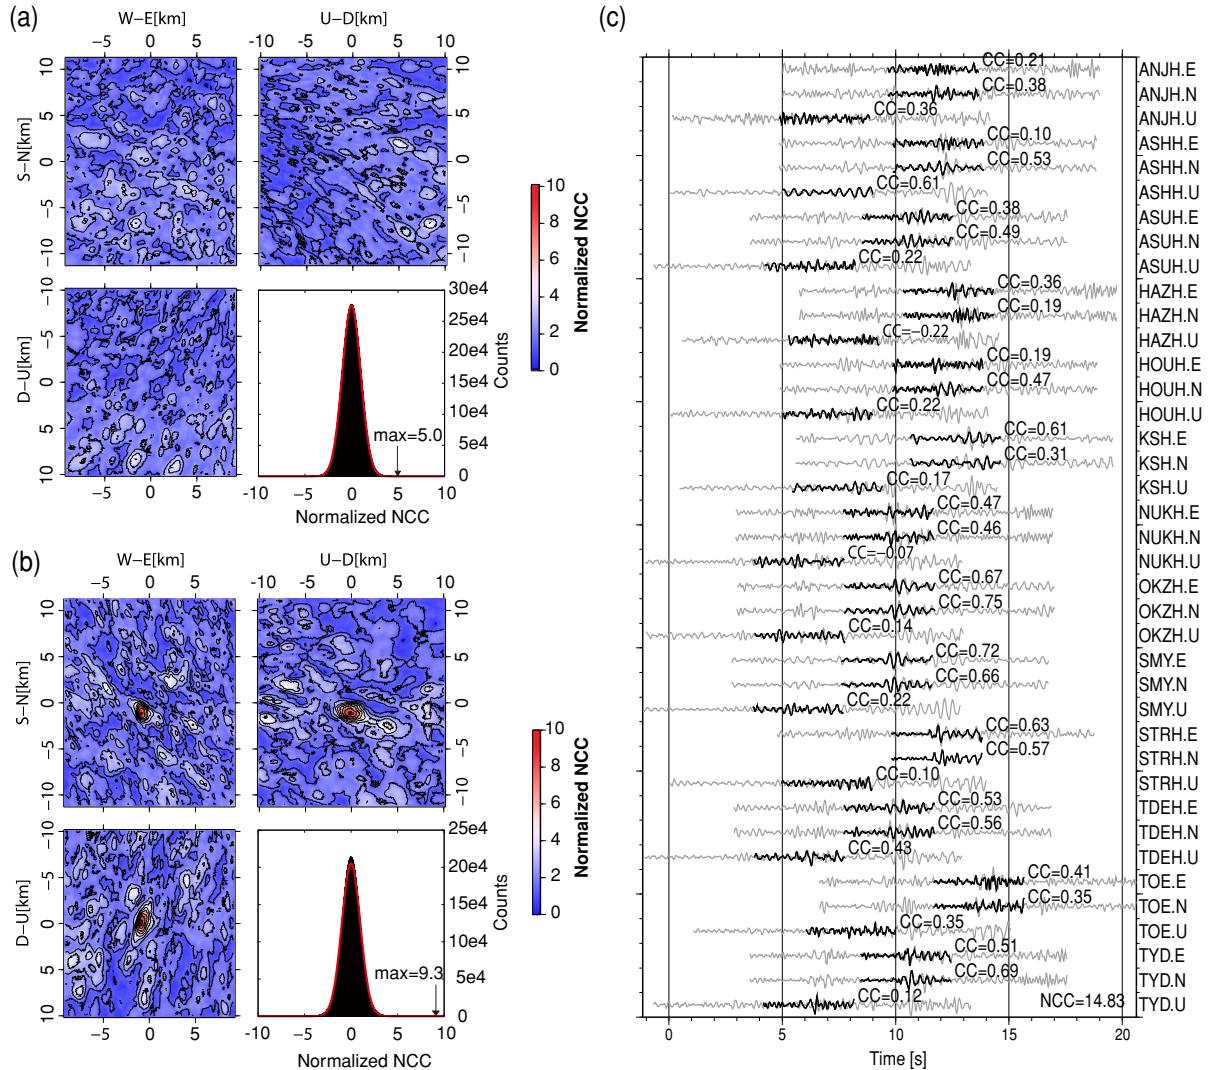 (a)
W−E[km]
U−D[km]
−5 0 5
−10 −5 0 5 10
S−N[km]
10
5
0
−5
−10
10
5
0
−5
−10
D−U[km]
−10
−5
0
5
10
−5 0 5
30e4
25e4
20e4
15e4
10e4
5e4
0
Counts
max=5.0
−10 −5 0 5 10
Normalized NCC
10
8
6
4
2
0
Normalized NCC
(b)
W−E[km]
U−D[km]
−5 0 5
−10 −5 0 5 10
S−N[km]
10
5
0
−5
−10
10
5
0
−5
−10
D−U[km]
−10
−5
0
5
10
−5 0 5
25e4
20e4
15e4
10e4
5e4
0
Counts
max=9.3
−10 −5 0 5 10
Normalized NCC
10
8
6
4
2
0
Normalized NCC
(c)
CC=0.21 ANJH.E
CC=0.38 ANJH.N
CC=0.36 ANJH.U
CC=0.10 ASHH.E
CC=0.53 ASHH.N
CC=0.61 ASHH.U
CC=0.38 ASUH.E
CC=0.49 ASUH.N
CC=0.22 ASUH.U
CC=0.36 HAZH.E
CC=0.19 HAZH.N
CC=−0.22 HAZH.U
CC=0.19 HOUH.E
CC=0.47 HOUH.N
CC=0.22 HOUH.U
CC=0.61 KSH.E
CC=0.31 KSH.N
CC=0.17 KSH.U
CC=0.47 NUKH.E
CC=0.46 NUKH.N
CC=−0.07 NUKH.U
CC=0.67 OKZH.E
CC=0.75 OKZH.N
CC=0.14 OKZH.U
CC=0.72 SMY.E
CC=0.66 SMY.N
CC=0.22 SMY.U
CC=0.63 STRH.E
CC=0.57 STRH.N
CC=0.10 STRH.U
CC=0.53 TDEH.E
CC=0.56 TDEH.N
CC=0.43 TDEH.U
CC=0.41 TOE.E
CC=0.35 TOE.N
CC=0.35 TOE.U
CC=0.51 TYD.E
CC=0.69 TYD.N
CC=0.12 NCC=14.83 TYD.U
0 5 10 15 20
Time [s]